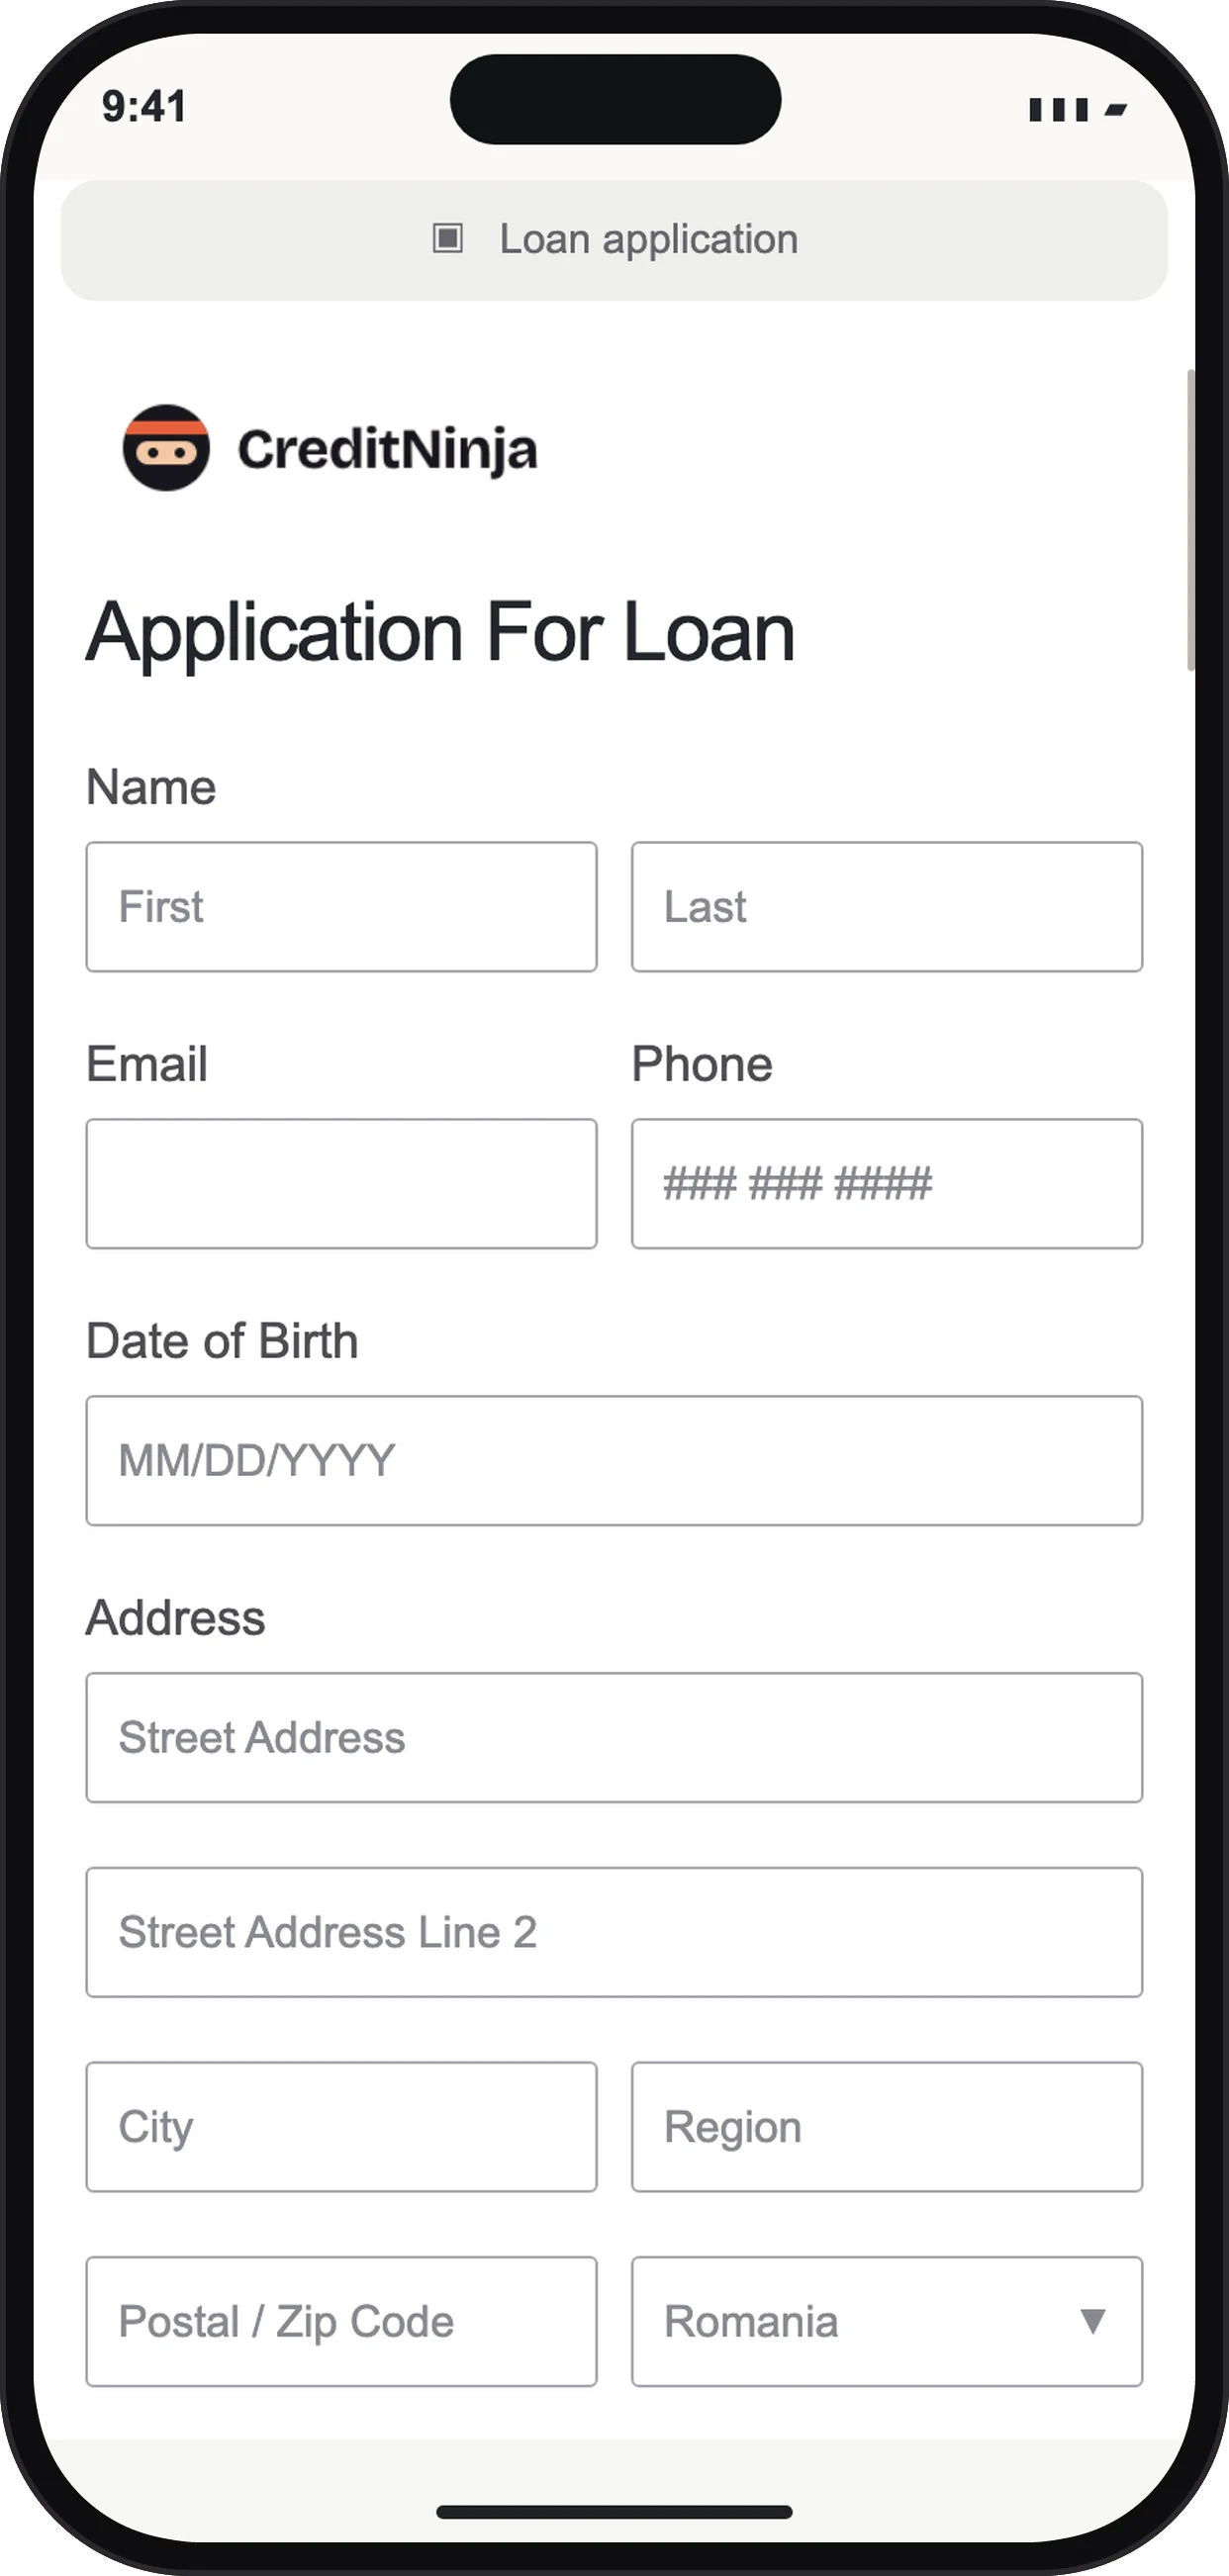 9:41
Loan application
CreditNinja
Application For Loan
Name
First Last
Email Phone
### ### ####
Date of Birth
MM/DD/YYYY
Address
Street Address
Street Address Line 2
City Region
Postal / Zip Code Romania